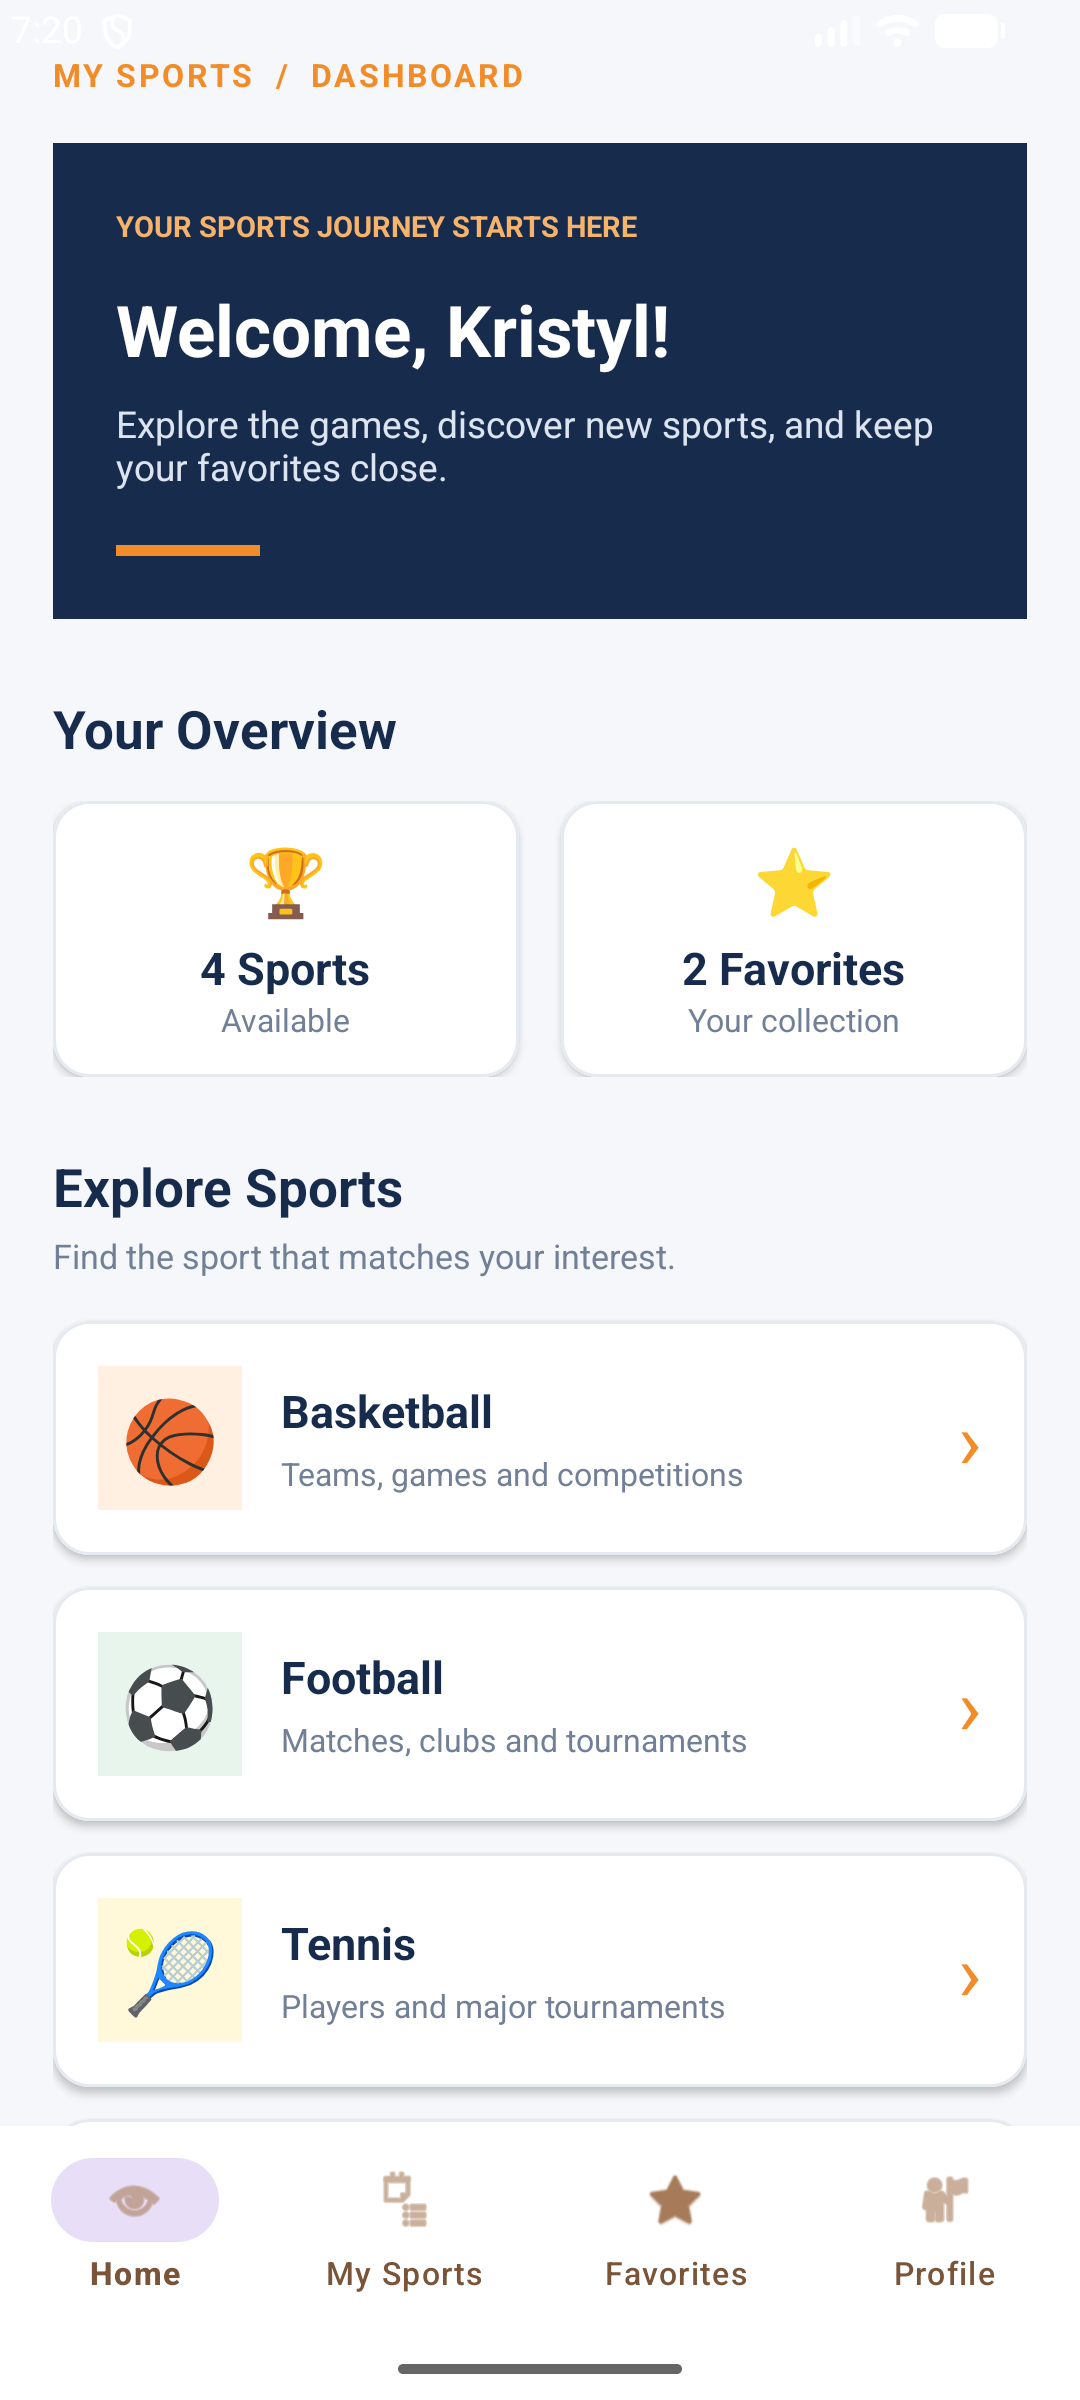 7:20
MY SPORTS / DASHBOARD
YOUR SPORTS JOURNEY STARTS HERE
Welcome, Kristyl!
Explore the games, discover new sports, and keep
your favorites close.
Your Overview
4 Sports
Available
2 Favorites
Your collection
Explore Sports
Find the sport that matches your interest.
Basketball
Teams, games and competitions
Football
Matches, clubs and tournaments
Tennis
Players and major tournaments
Home
My Sports
Favorites
Profile